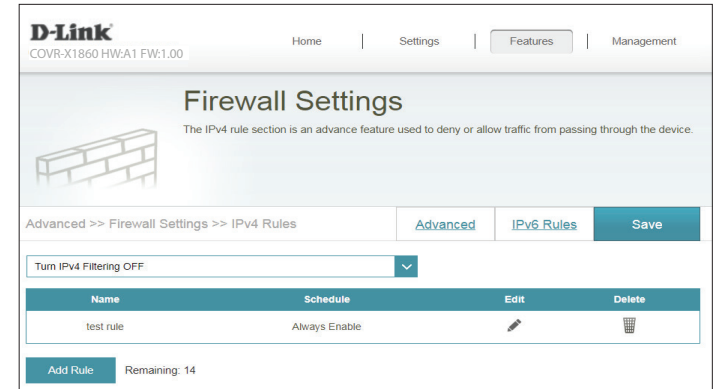 D-Link
COVR-X1860 HW:A1 FW:1.00
Home | Settings | Features | Management
Firewall Settings
The IPv4 rule section is an advance feature used to deny or allow traffic from passing through the device.
Advanced >> Firewall Settings >> IPv4 Rules Advanced IPv6 Rules Save
Turn IPv4 Filtering OFF
Name Schedule Edit Delete
test rule Always Enable
Add Rule Remaining: 14